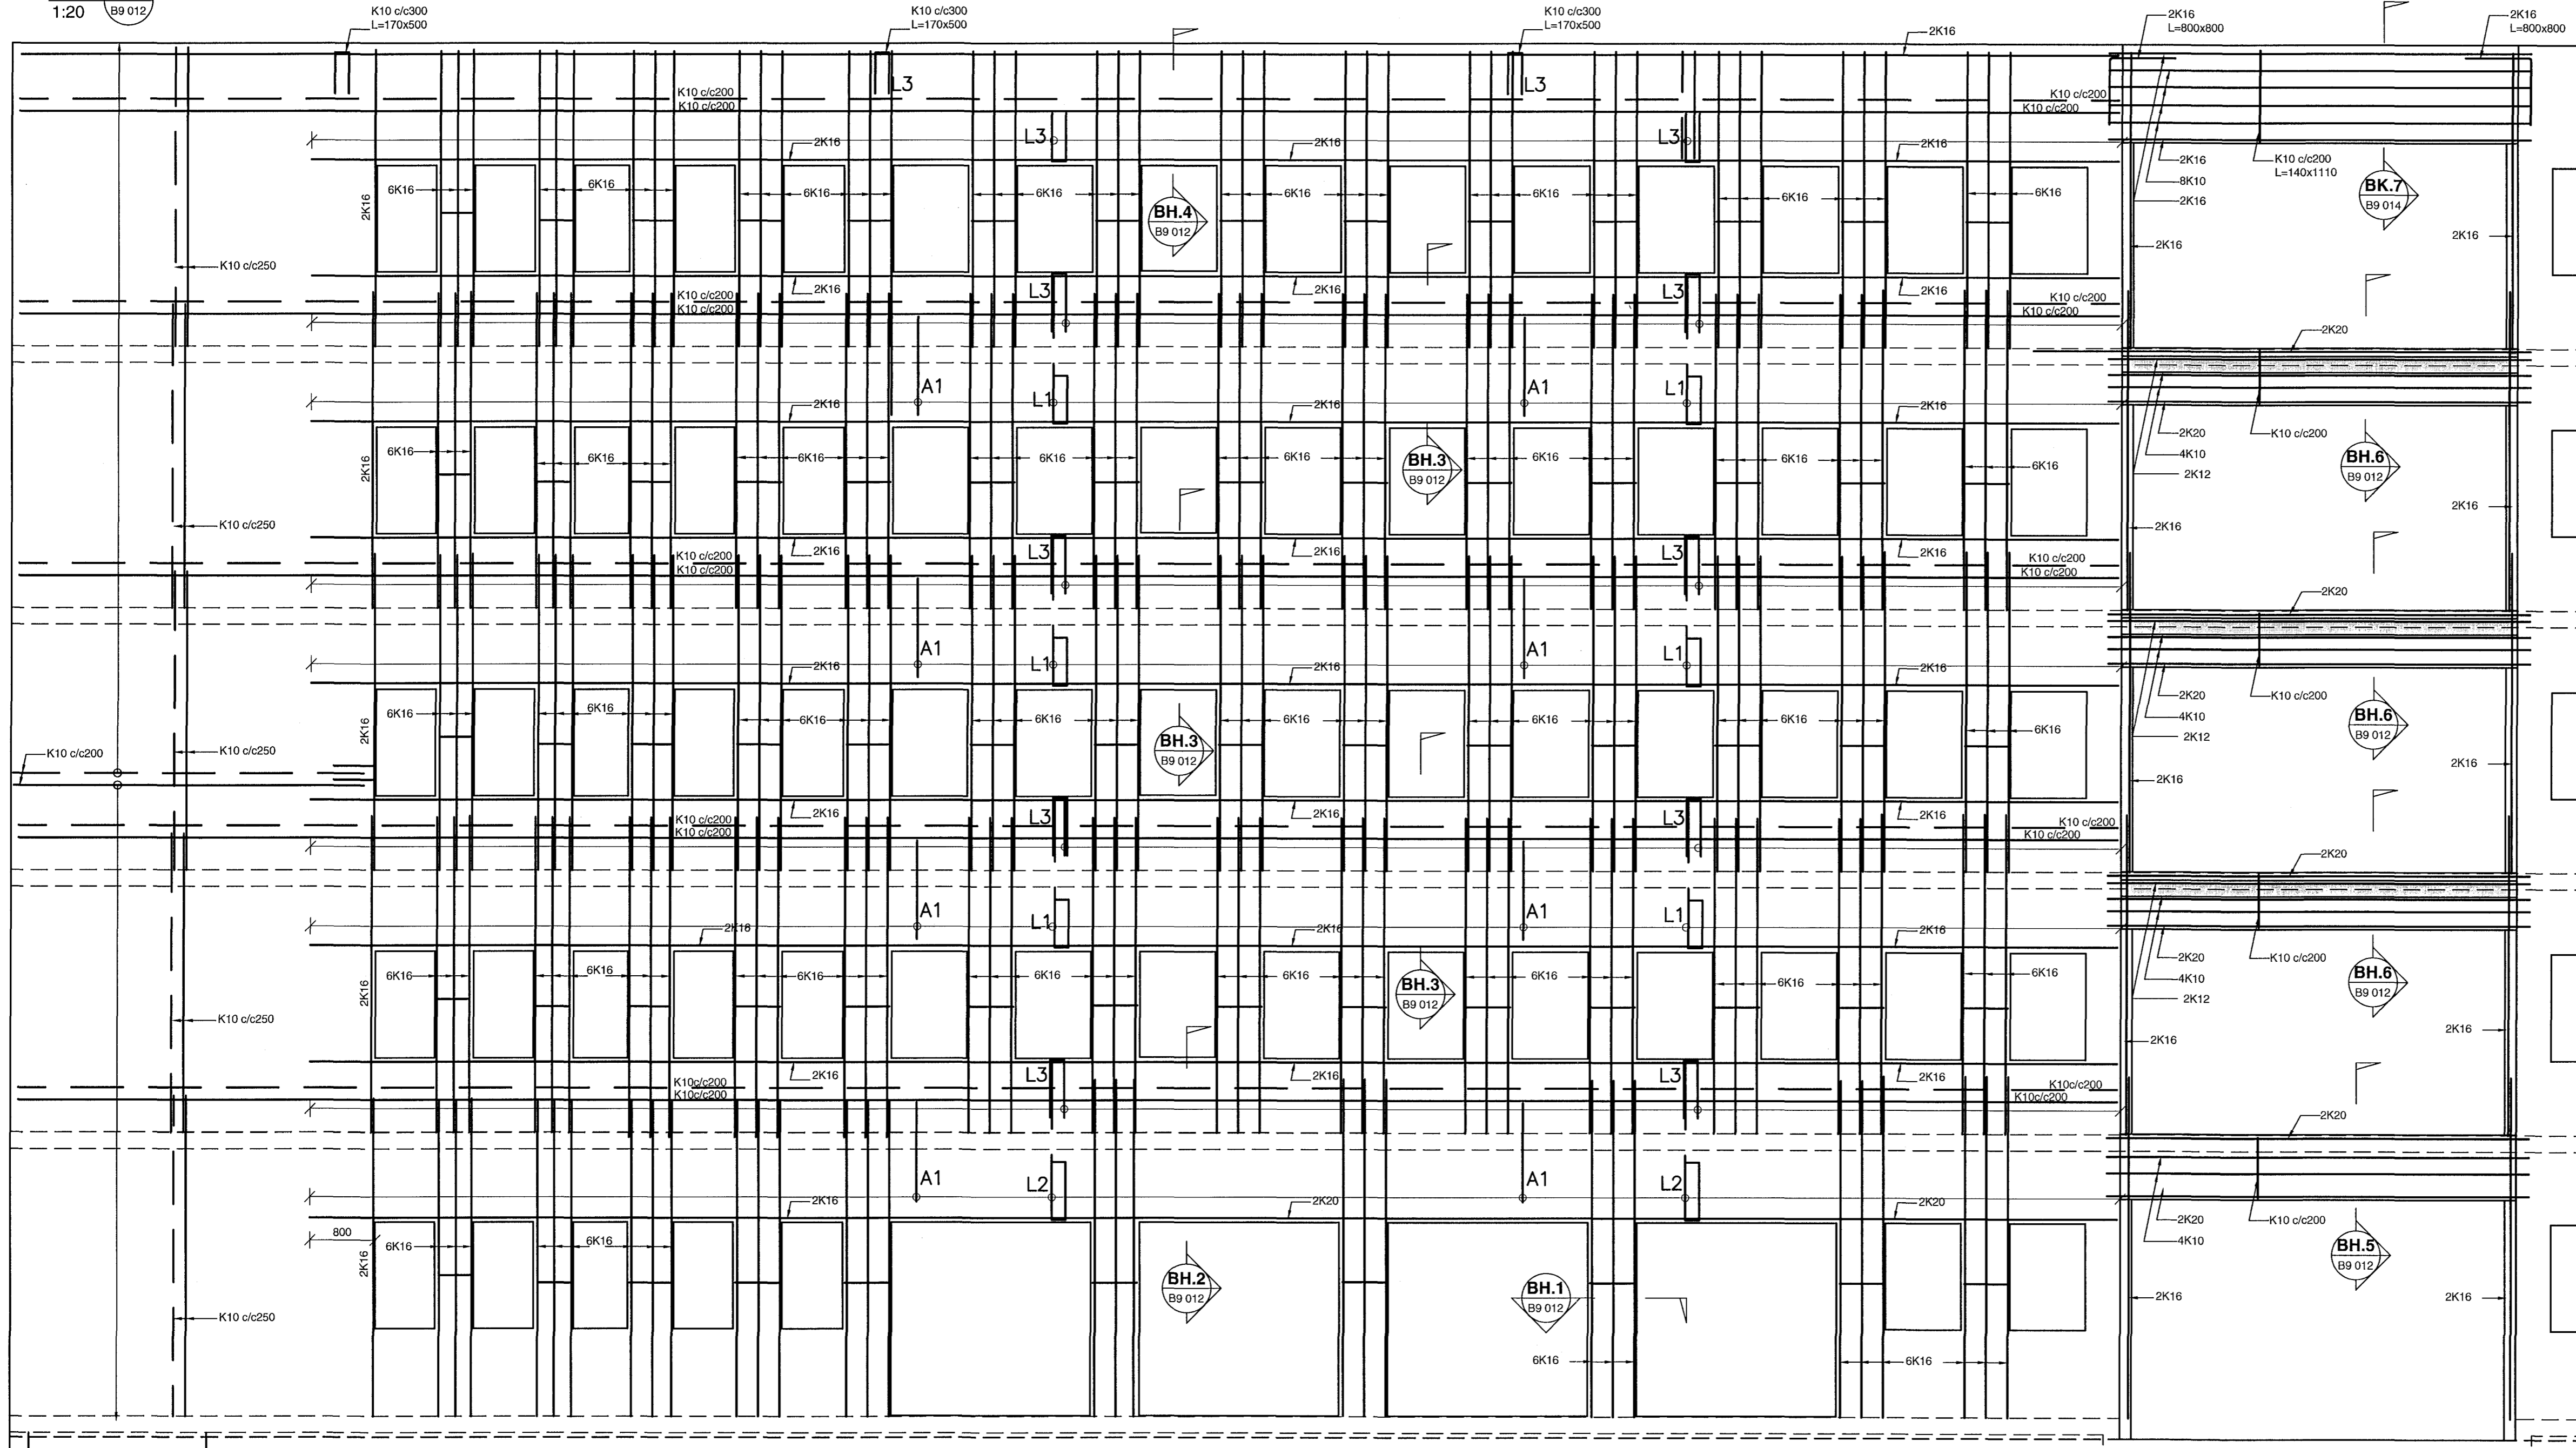 1:20
B9 012
K10 c/c300
L=170x500
K10 c/c300
L=170x500
K10 c/c300
L=170x500
2K16
2K16
L=800x800
2K16
L=800x800
L3
L3
K10 c/c200
K10 c/c200
K10 c/c200
K10 c/c200
L3
L3
2K16
2K16
2K16
2K16
8K10
2K16
K10 c/c200
L=140x1110
BK.7
B9 014
2K16
6K16
6K16
6K16
6K16
BH.4
B9 012
6K16
6K16
6K16
6K16
2K16
2K16
K10 c/c250
L3
L3
2K16
2K16
2K16
K10 c/c200
K10 c/c200
K10 c/c200
K10 c/c200
2K20
A1
L1
A1
L1
2K16
2K16
2K16
2K20
4K10
2K12
K10 c/c200
2K16
6K16
6K16
6K16
6K16
6K16
BH.3
B9 012
6K16
6K16
6K16
BH.6
B9 012
2K16
K10 c/c250
2K16
L3
L3
2K16
2K16
2K16
K10 c/c200
K10 c/c200
K10 c/c200
K10 c/c200
2K20
A1
L1
A1
L1
2K16
2K16
2K16
2K20
4K10
2K12
K10 c/c200
2K16
6K16
6K16
6K16
6K16
BH.3
B9 012
6K16
6K16
6K16
6K16
BH.6
B9 012
K10 c/c200
K10 c/c250
2K16
2K16
L3
L3
2K16
2K16
2K16
K10 c/c200
K10 c/c200
K10 c/c200
K10 c/c200
2K20
A1
L1
A1
L1
2K16
2K16
2K16
2K20
4K10
2K12
K10 c/c200
2K16
6K16
6K16
6K16
6K16
6K16
BH.3
B9 012
6K16
6K16
6K16
BH.6
B9 012
K10 c/c250
2K16
2K16
L3
L3
2K16
2K16
2K16
K10c/c200
K10c/c200
K10c/c200
K10c/c200
2K20
A1
L2
A1
L2
2K16
2K20
2K20
2K20
4K10
K10 c/c200
800
2K16
6K16
6K16
BH.2
B9 012
BH.1
B9 012
BH.5
B9 012
2K16
2K16
K10 c/c250
6K16
6K16